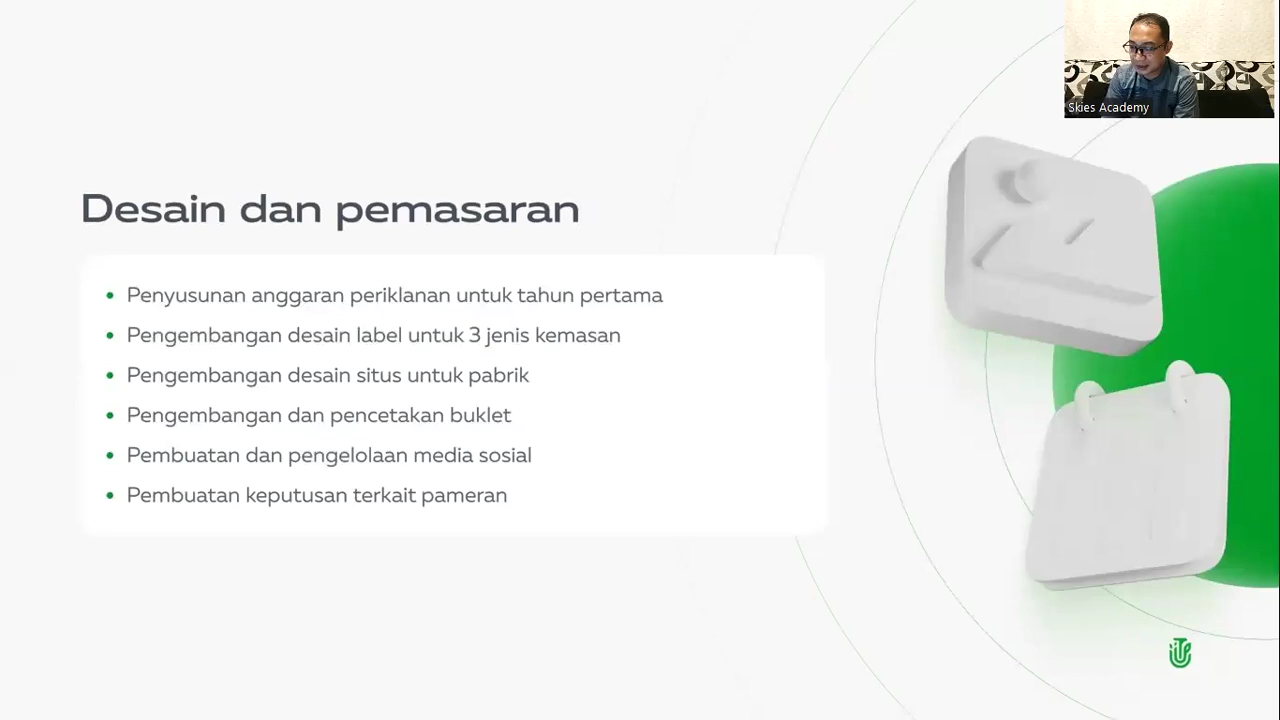 Skies Academy
Desain dan pemasaran
Penyusunan anggaran periklanan untuk tahun pertama
Pengembangan desain label untuk 3 jenis kemasan
Pengembangan desain situs untuk pabrik
Pengembangan dan pencetakan buklet
Pembuatan dan pengelolaan media sosial
Pembuatan keputusan terkait pameran